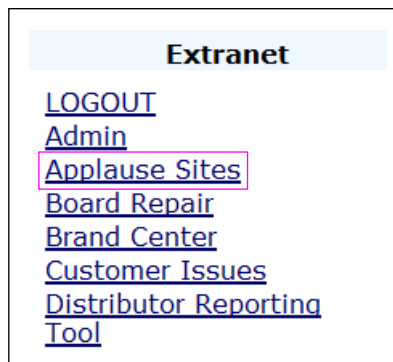 Extranet
LOGOUT
Admin
Applause Sites
Board Repair
Brand Center
Customer Issues
Distributor Reporting
Tool